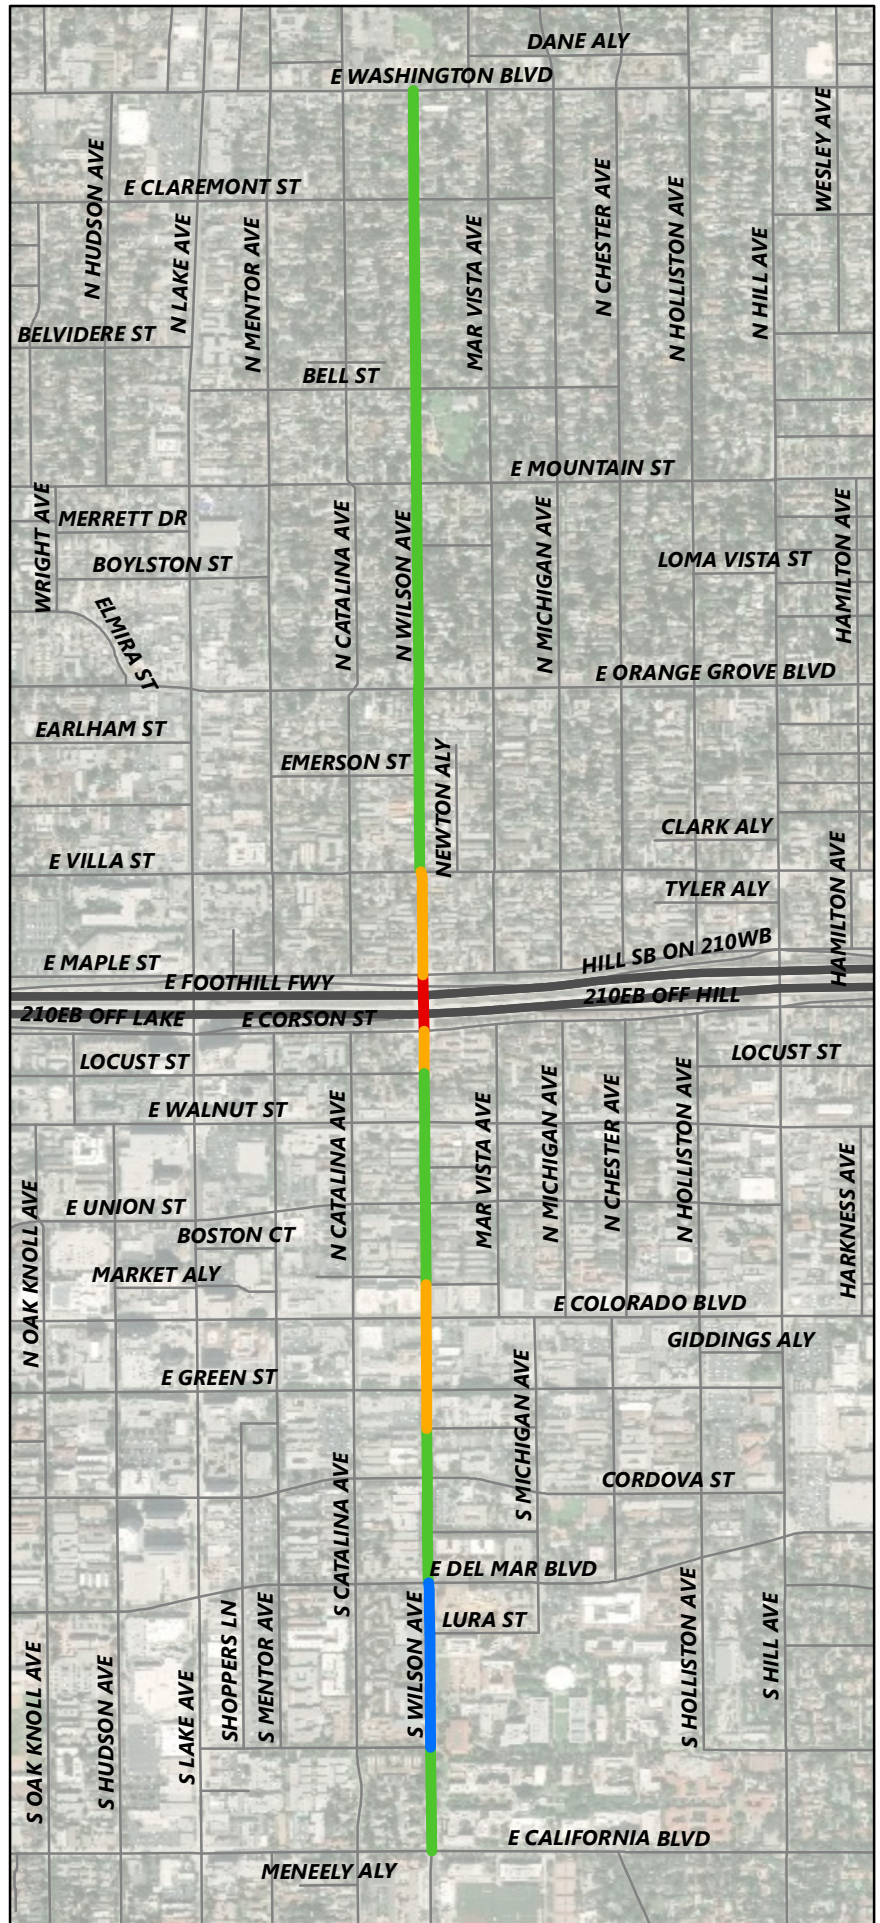 DANE ALY
E WASHINGTON BLVD
WESLEY AVE
N HUDSON AVE
E CLAREMONT ST
N CHESTER AVE
N HOLLISTON AVE
N LAKE AVE
N MENTOR AVE
MAR VISTA AVE
N HILL AVE
BELVIDERE ST
BELL ST
E MOUNTAIN ST
WRIGHT AVE
MERRETT DR
N CATALINA AVE
N WILSON AVE
N MICHIGAN AVE
HAMILTON AVE
BOYLSTON ST
LOMA VISTA ST
ELMIRA ST
E ORANGE GROVE BLVD
EARLHAM ST
EMERSON ST
NEWTON ALY
CLARK ALY
E VILLA ST
TYLER ALY
HAMILTON AVE
E MAPLE ST
HILL SB ON 210WB
E FOOTHILL FWY
210EB OFF HILL
210EB OFF LAKE
E CORSON ST
LOCUST ST
LOCUST ST
E WALNUT ST
N CATALINA AVE
MAR VISTA AVE
N MICHIGAN AVE
N CHESTER AVE
N HOLLISTON AVE
HARKNESS AVE
N OAK KNOLL AVE
E UNION ST
BOSTON CT
MARKET ALY
E COLORADO BLVD
GIDDINGS ALY
E GREEN ST
S MICHIGAN AVE
S CATALINA AVE
CORDOVA ST
E DEL MAR BLVD
S OAK KNOLL AVE
S HUDSON AVE
S LAKE AVE
SHOPPERS LN
S MENTOR AVE
S WILSON AVE
LURA ST
S HOLLISTON AVE
S HILL AVE
E CALIFORNIA BLVD
MENEELY ALY